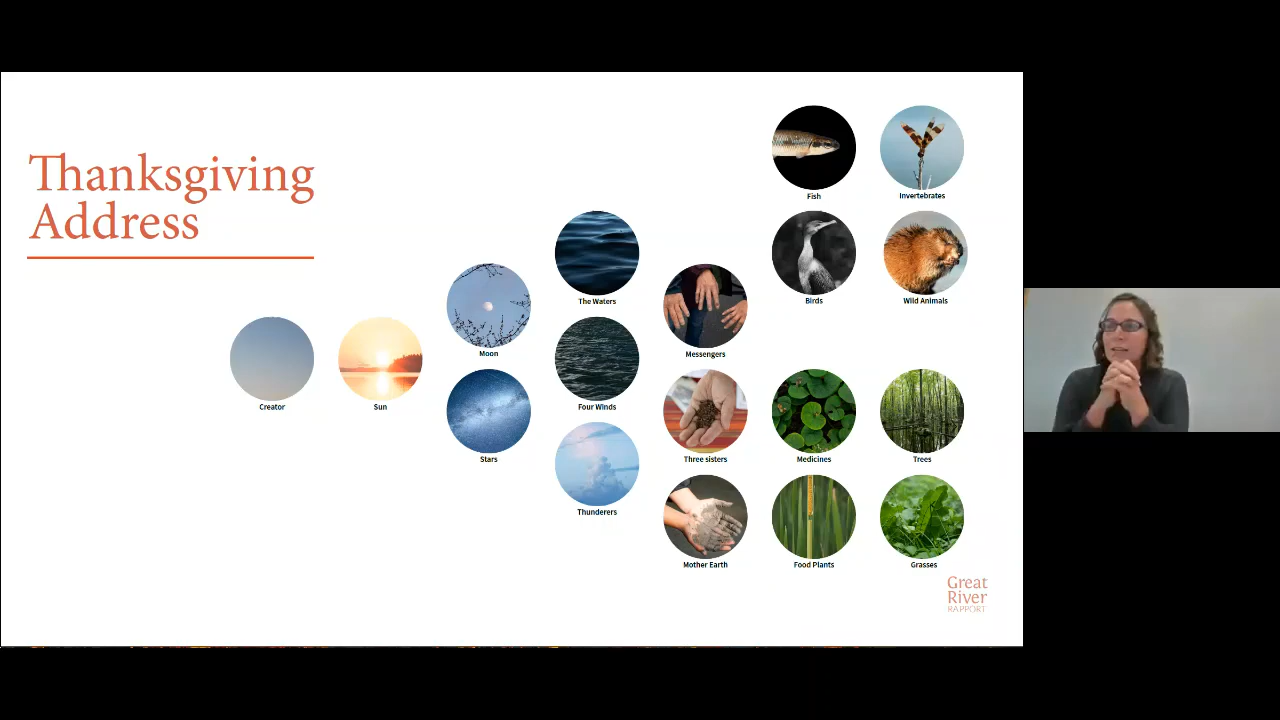 Thanksgiving
Address
Fish
Invertebrates
The Waters
Birds
Wild Animals
Moon
Messengers
Creator
Sun
Four Winds
Stars
Three sisters
Medicines
Trees
Thunderers
Mother Earth
Food Plants
Grasses
Great
River
RAPPORT